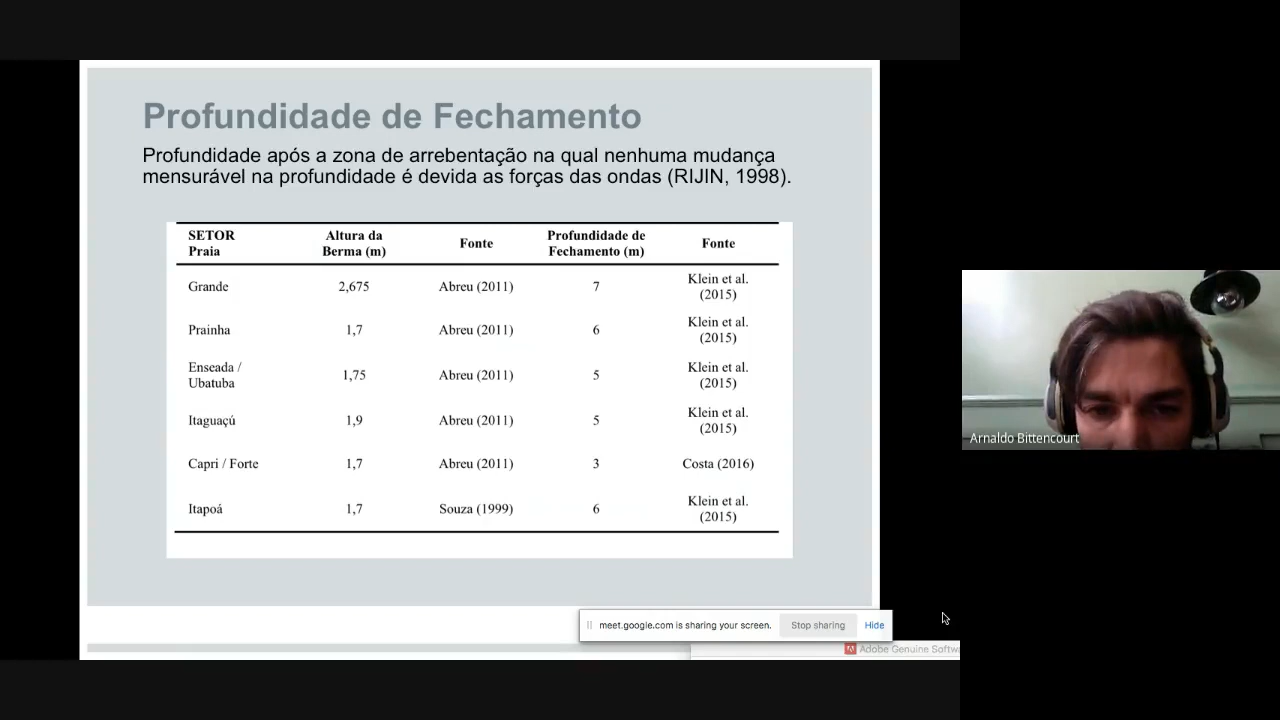 Profundidade de Fechamento
Profundidade após a zona de arrebentação na qual nenhuma mudança
mensurável na profundidade é devida as forças das ondas (RIJIN, 1998).
SETOR Praia | Altura da Berma (m) | Fonte | Profundidade de Fechamento (m) | Fonte
Grande | 2,675 | Abreu (2011) | 7 | Klein et al. (2015)
Prainha | 1,7 | Abreu (2011) | 6 | Klein et al. (2015)
Enseada / Ubatuba | 1,75 | Abreu (2011) | 5 | Klein et al. (2015)
Itaguaçú | 1,9 | Abreu (2011) | 5 | Klein et al. (2015)
Capri / Forte | 1,7 | Abreu (2011) | 3 | Costa (2016)
Itapoá | 1,7 | Souza (1999) | 6 | Klein et al. (2015)
Arnaldo Bittencourt
meet.google.com is sharing your screen. Stop sharing Hide
Adobe Genuine Softw